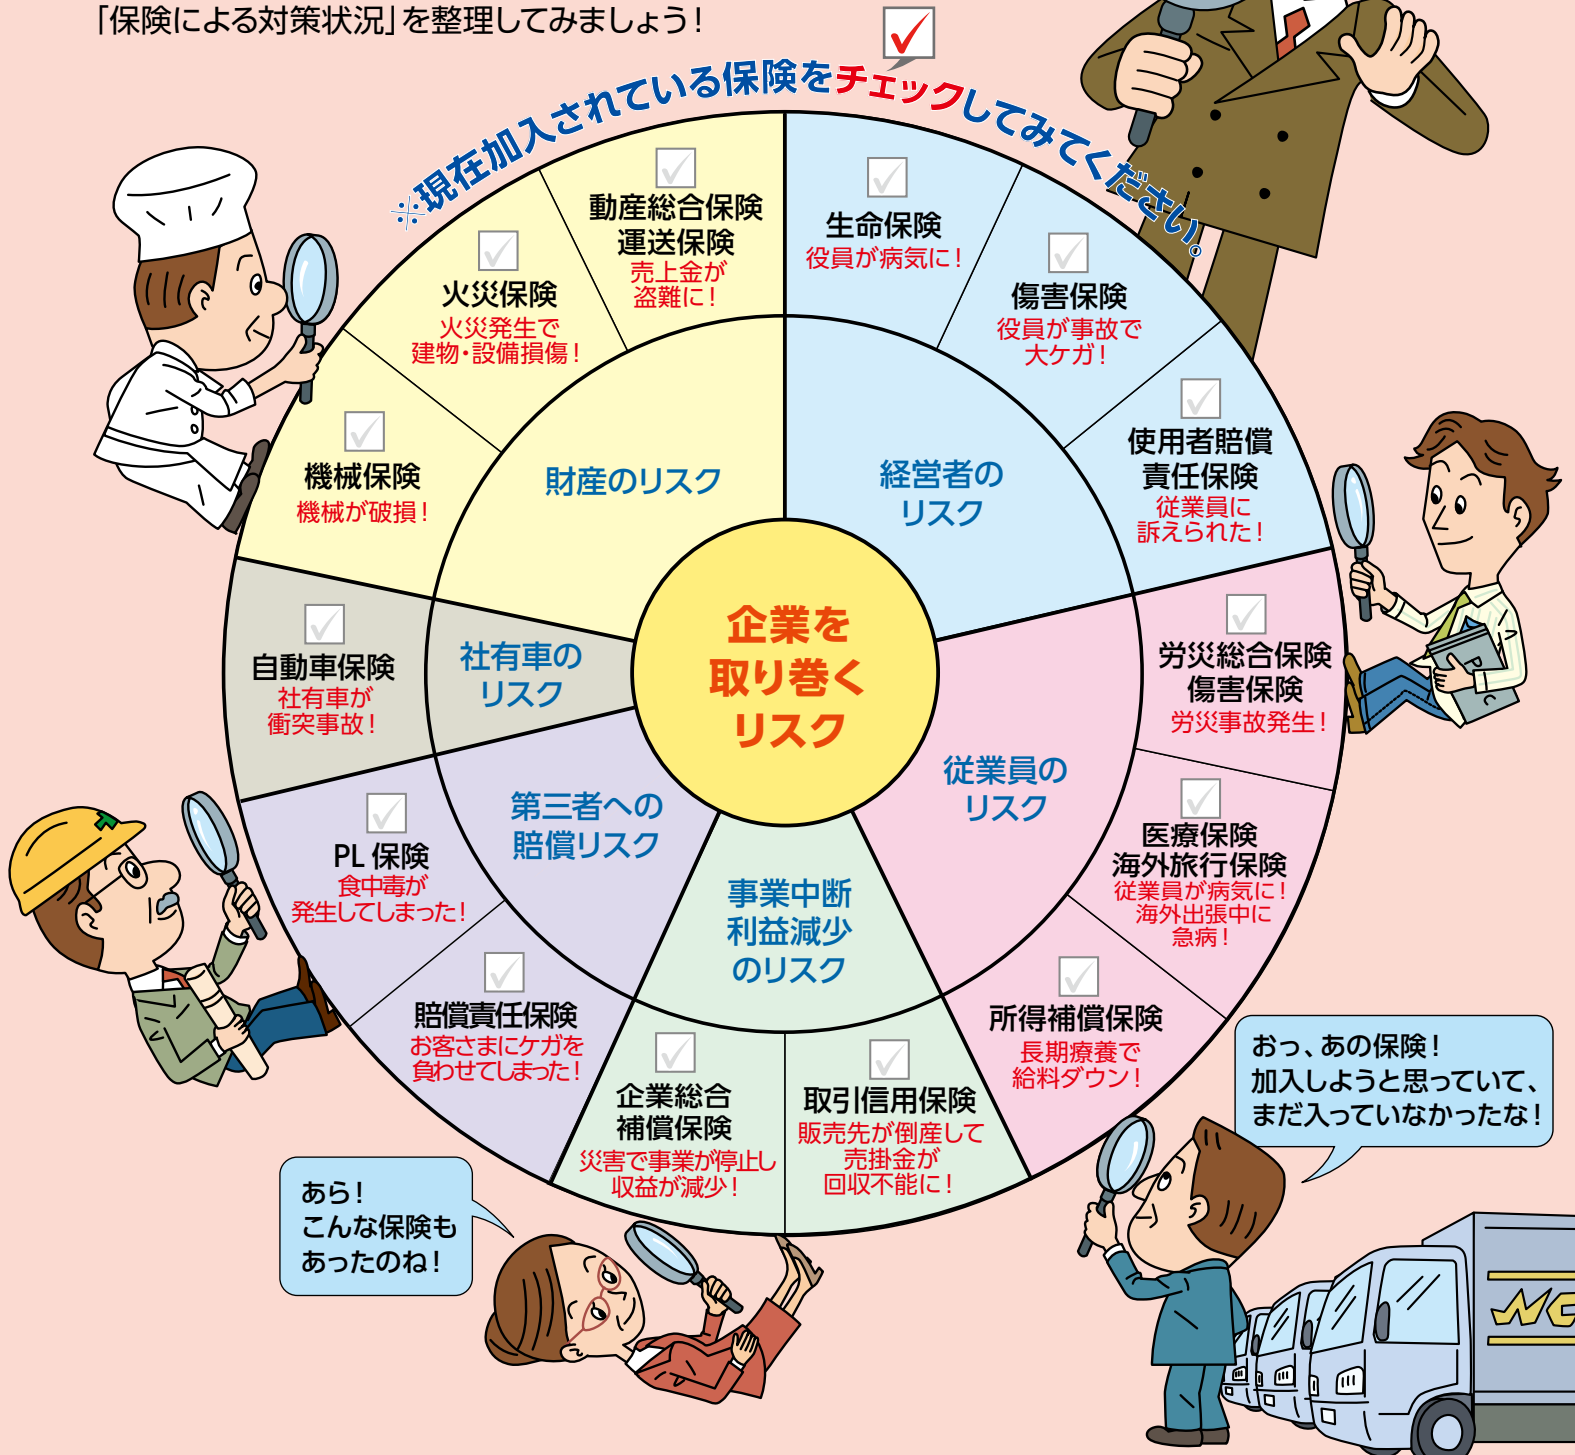 「保険による対策状況」を整理してみましょう！
※現在加入されている保険をチェックしてみてください。
企業を
取り巻く
リスク
経営者の
リスク
生命保険
役員が病気に！
傷害保険
役員が事故で
大ケガ！
使用者賠償
責任保険
従業員に
訴えられた！
従業員の
リスク
労災総合保険
傷害保険
労災事故発生！
医療保険
海外旅行保険
従業員が病気に！
海外出張中に
急病！
所得補償保険
長期療養で
給料ダウン！
事業中断
利益減少
のリスク
取引信用保険
販売先が倒産して
売掛金が
回収不能に！
企業総合
補償保険
災害で事業が停止し
収益が減少！
第三者への
賠償リスク
賠償責任保険
お客さまにケガを
負わせてしまった！
PL 保険
食中毒が
発生してしまった！
社有車の
リスク
自動車保険
社有車が
衝突事故！
財産のリスク
機械保険
機械が破損！
火災保険
火災発生で
建物・設備損傷！
動産総合保険
運送保険
売上金が
盗難に！
おっ、あの保険！
加入しようと思っていて、
まだ入っていなかったな！
あら！
こんな保険も
あったのね！